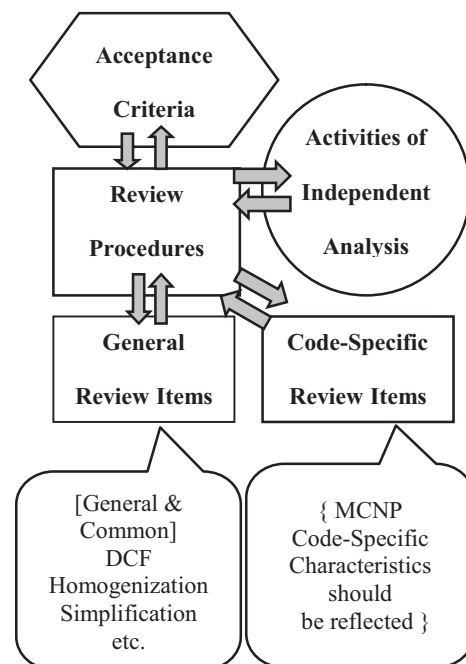 Acceptance
Criteria
Activities of
Independent
Analysis
Review
Procedures
General
Review Items
Code-Specific
Review Items
[General &
Common]
DCF
Homogenization
Simplification
etc.
{ MCNP
Code-Specific
Characteristics
should
be reflected }